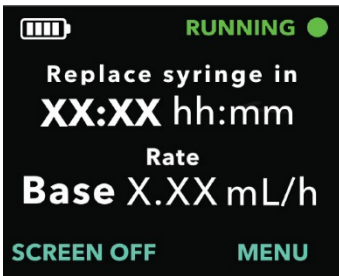 RUNNING
Replace syringe in
XX:XX hh:mm
Rate
Base X.XX mL/h
SCREEN OFF MENU